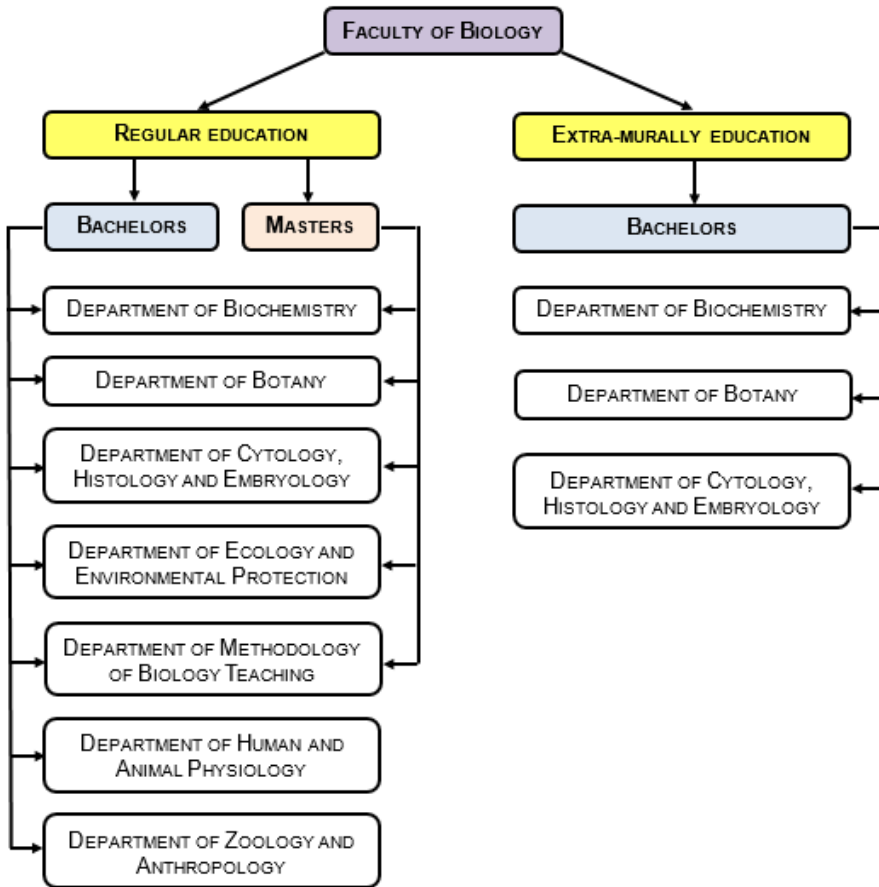 FACULTY OF BIOLOGY
REGULAR EDUCATION
EXTRA-MURALLY EDUCATION
BACHELORS
MASTERS
BACHELORS
DEPARTMENT OF BIOCHEMISTRY
DEPARTMENT OF BOTANY
DEPARTMENT OF CYTOLOGY,
HISTOLOGY AND EMBRYOLOGY
DEPARTMENT OF ECOLOGY AND
ENVIRONMENTAL PROTECTION
DEPARTMENT OF METHODOLOGY
OF BIOLOGY TEACHING
DEPARTMENT OF HUMAN AND
ANIMAL PHYSIOLOGY
DEPARTMENT OF ZOOLOGY AND
ANTHROPOLOGY
DEPARTMENT OF BIOCHEMISTRY
DEPARTMENT OF BOTANY
DEPARTMENT OF CYTOLOGY,
HISTOLOGY AND EMBRYOLOGY